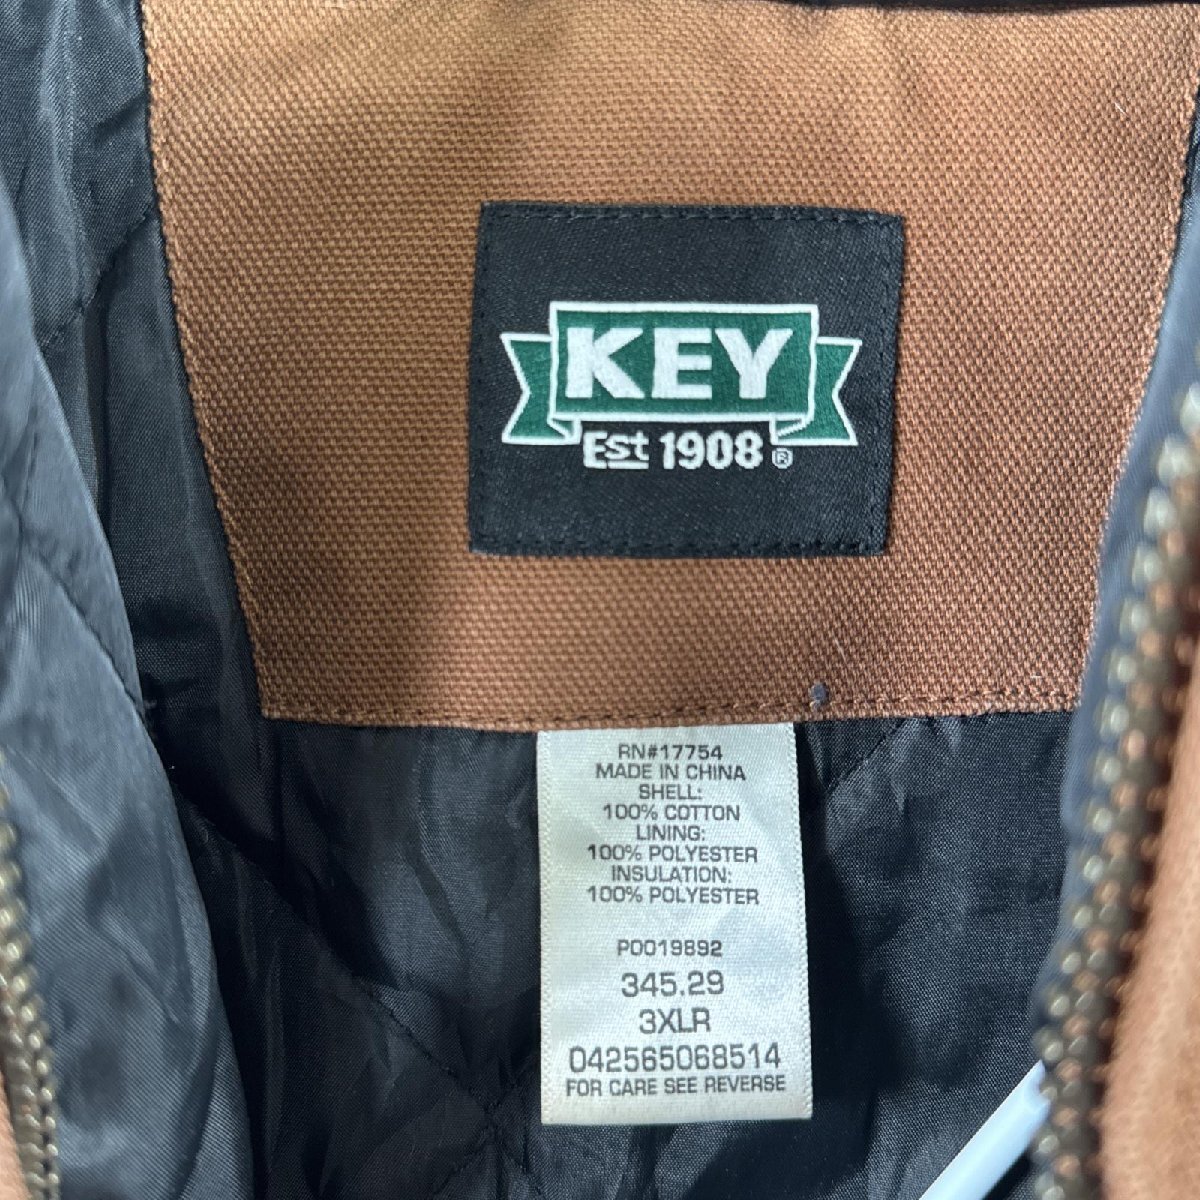 KEY
Est 1908®
RN#17754
MADE IN CHINA
SHELL:
100% COTTON
LINING:
100% POLYESTER
INSULATION:
100% POLYESTER
P0019892
345.29
3XLR
042565068514
FOR CARE SEE REVERSE